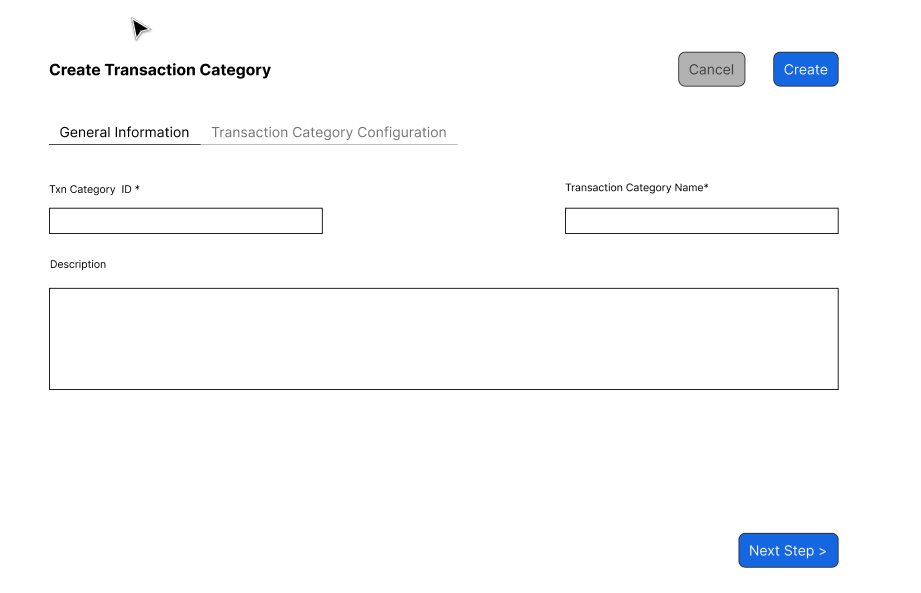 Create Transaction Category
Cancel
Create
General Information
Transaction Category Configuration
Txn Category  ID *
Transaction Category Name*
Description
Next Step >